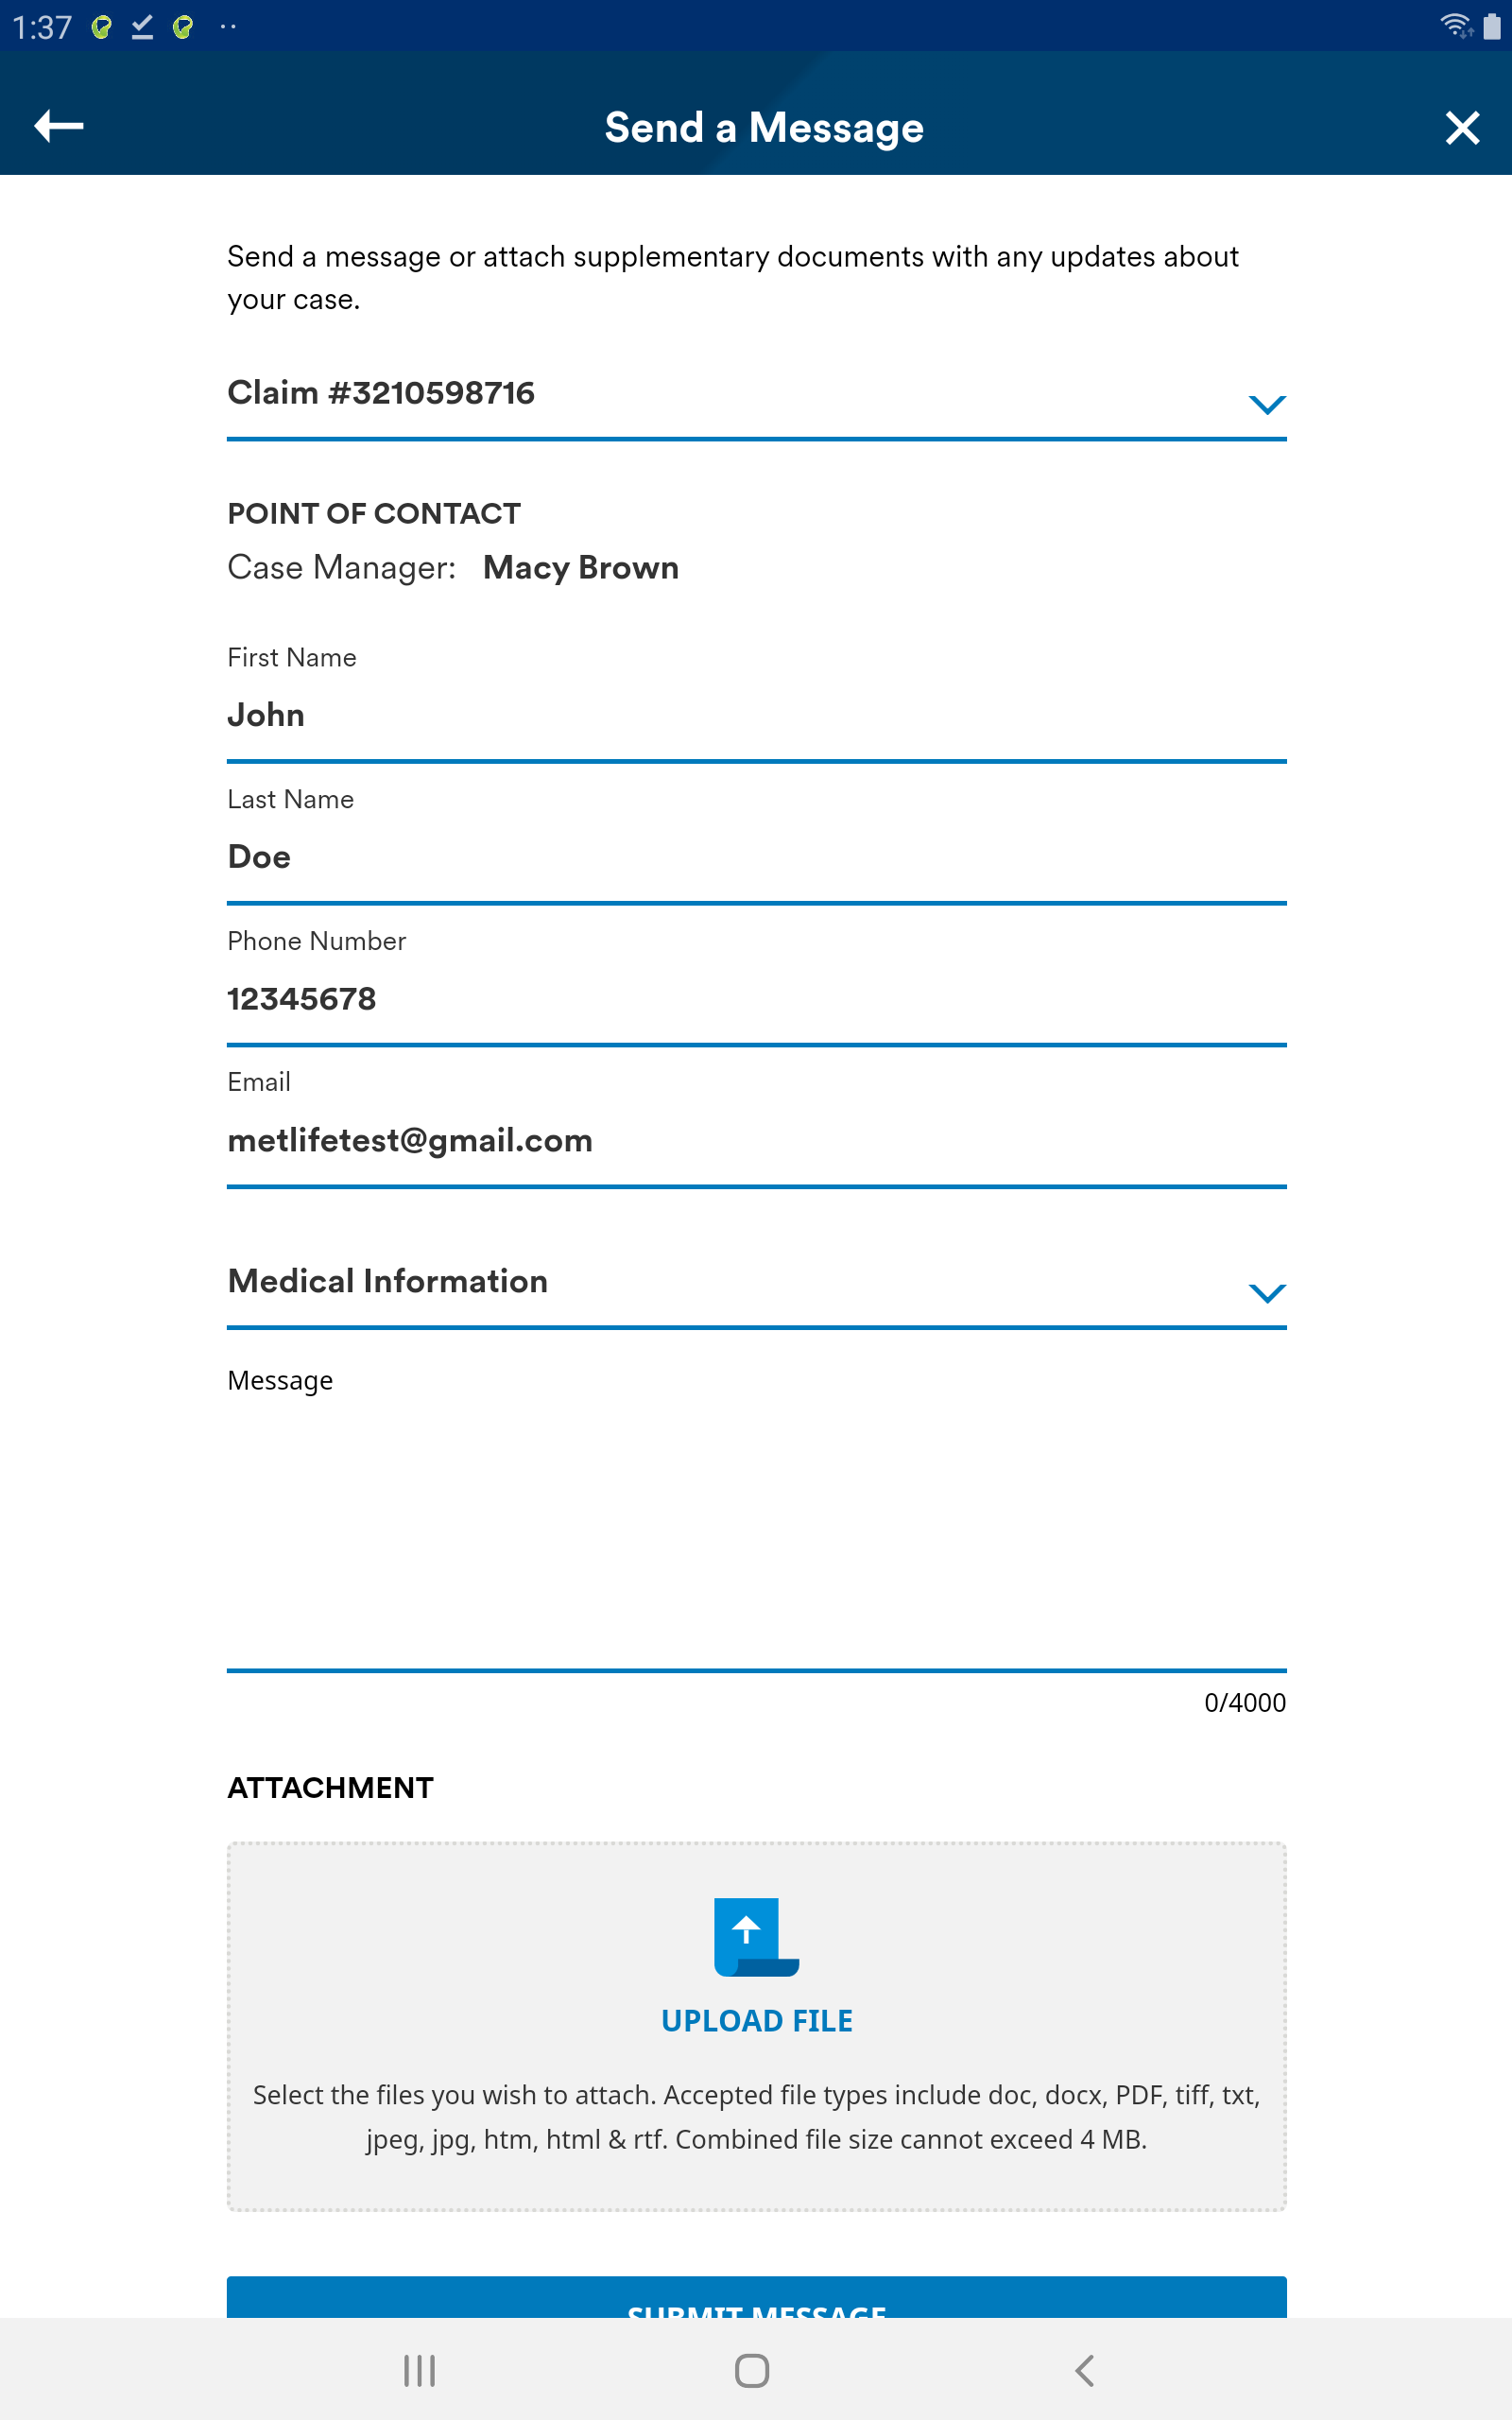 1:37
Send a Message
Send a message or attach supplementary documents with any updates about
your case.
Claim #3210598716
POINT OF CONTACT
Case Manager: Macy Brown
First Name
John
Last Name
Doe
Phone Number
12345678
Email
metlifetest@gmail.com
Medical Information
Message
0/4000
ATTACHMENT
UPLOAD FILE
Select the files you wish to attach. Accepted file types include doc, docx, PDF, tiff, txt,
jpeg, jpg, htm, html & rtf. Combined file size cannot exceed 4 MB.
SUBMIT MESSAGE